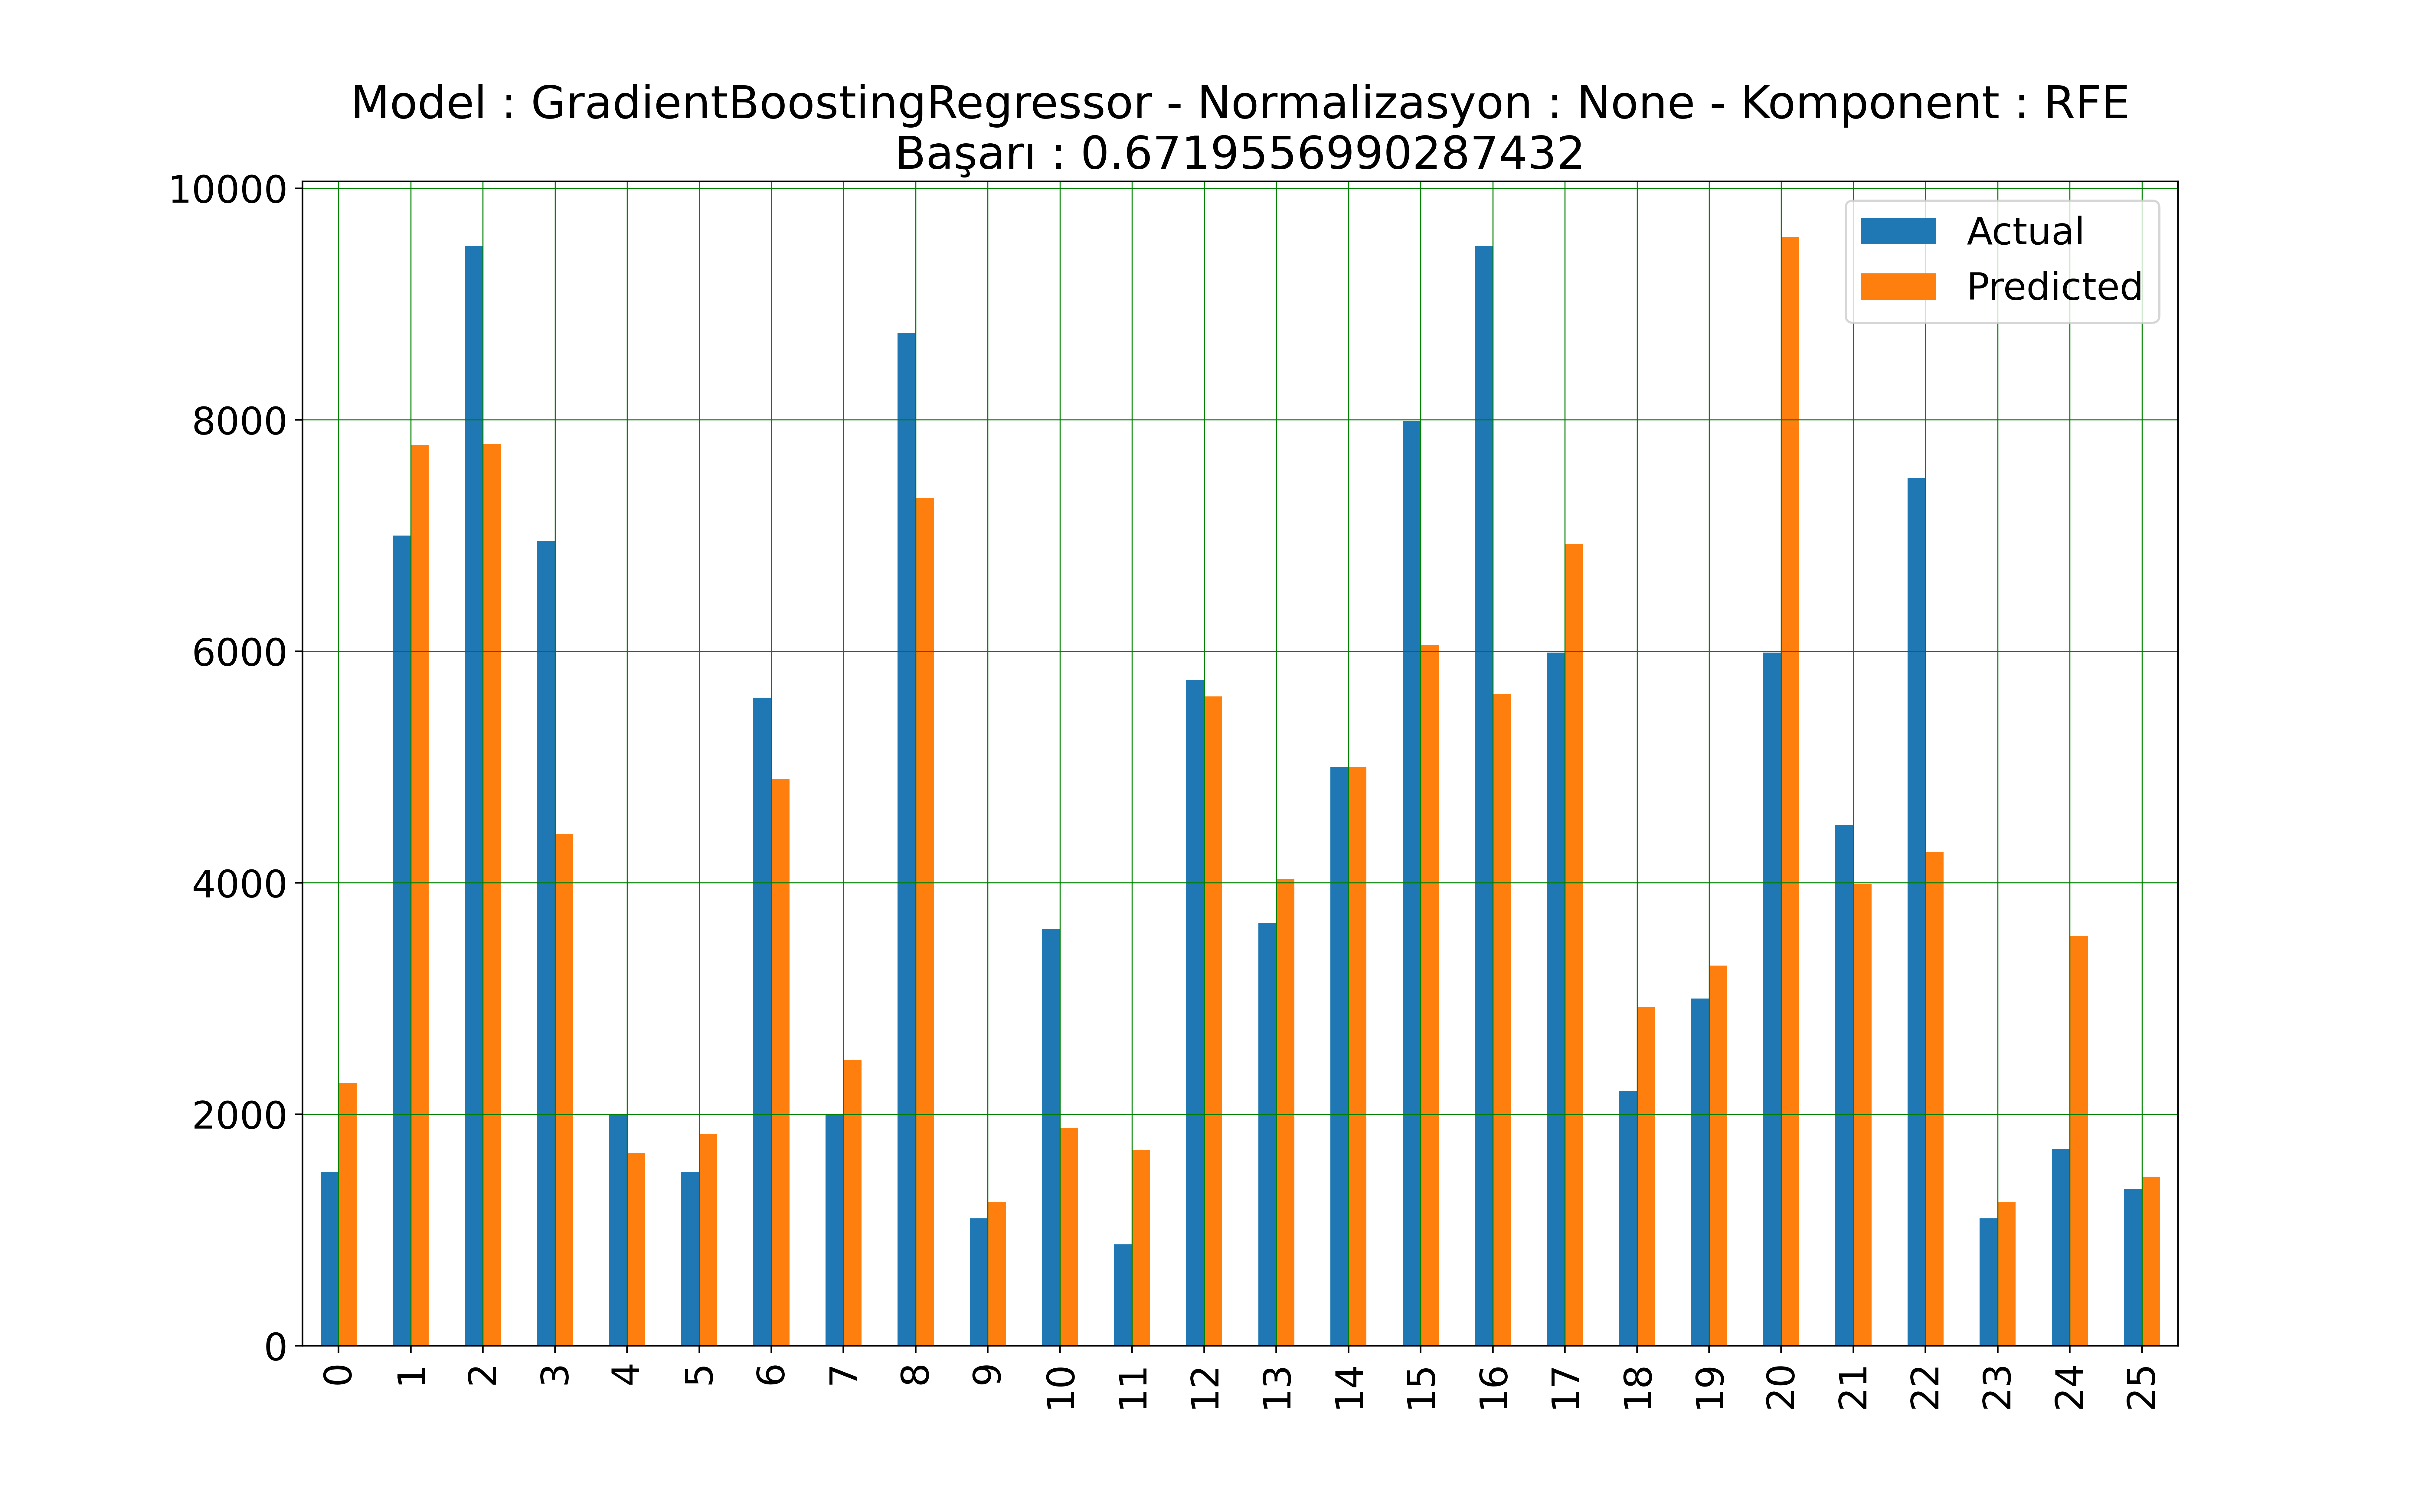 Model : GradientBoostingRegressor - Normalizasyon : None - Komponent : RFE
Başarı : 0.6719556990287432
10000
8000
6000
4000
2000
0
Actual
Predicted
0 1 2 3 4 5 6 7 8 9 10 11 12 13 14 15 16 17 18 19 20 21 22 23 24 25